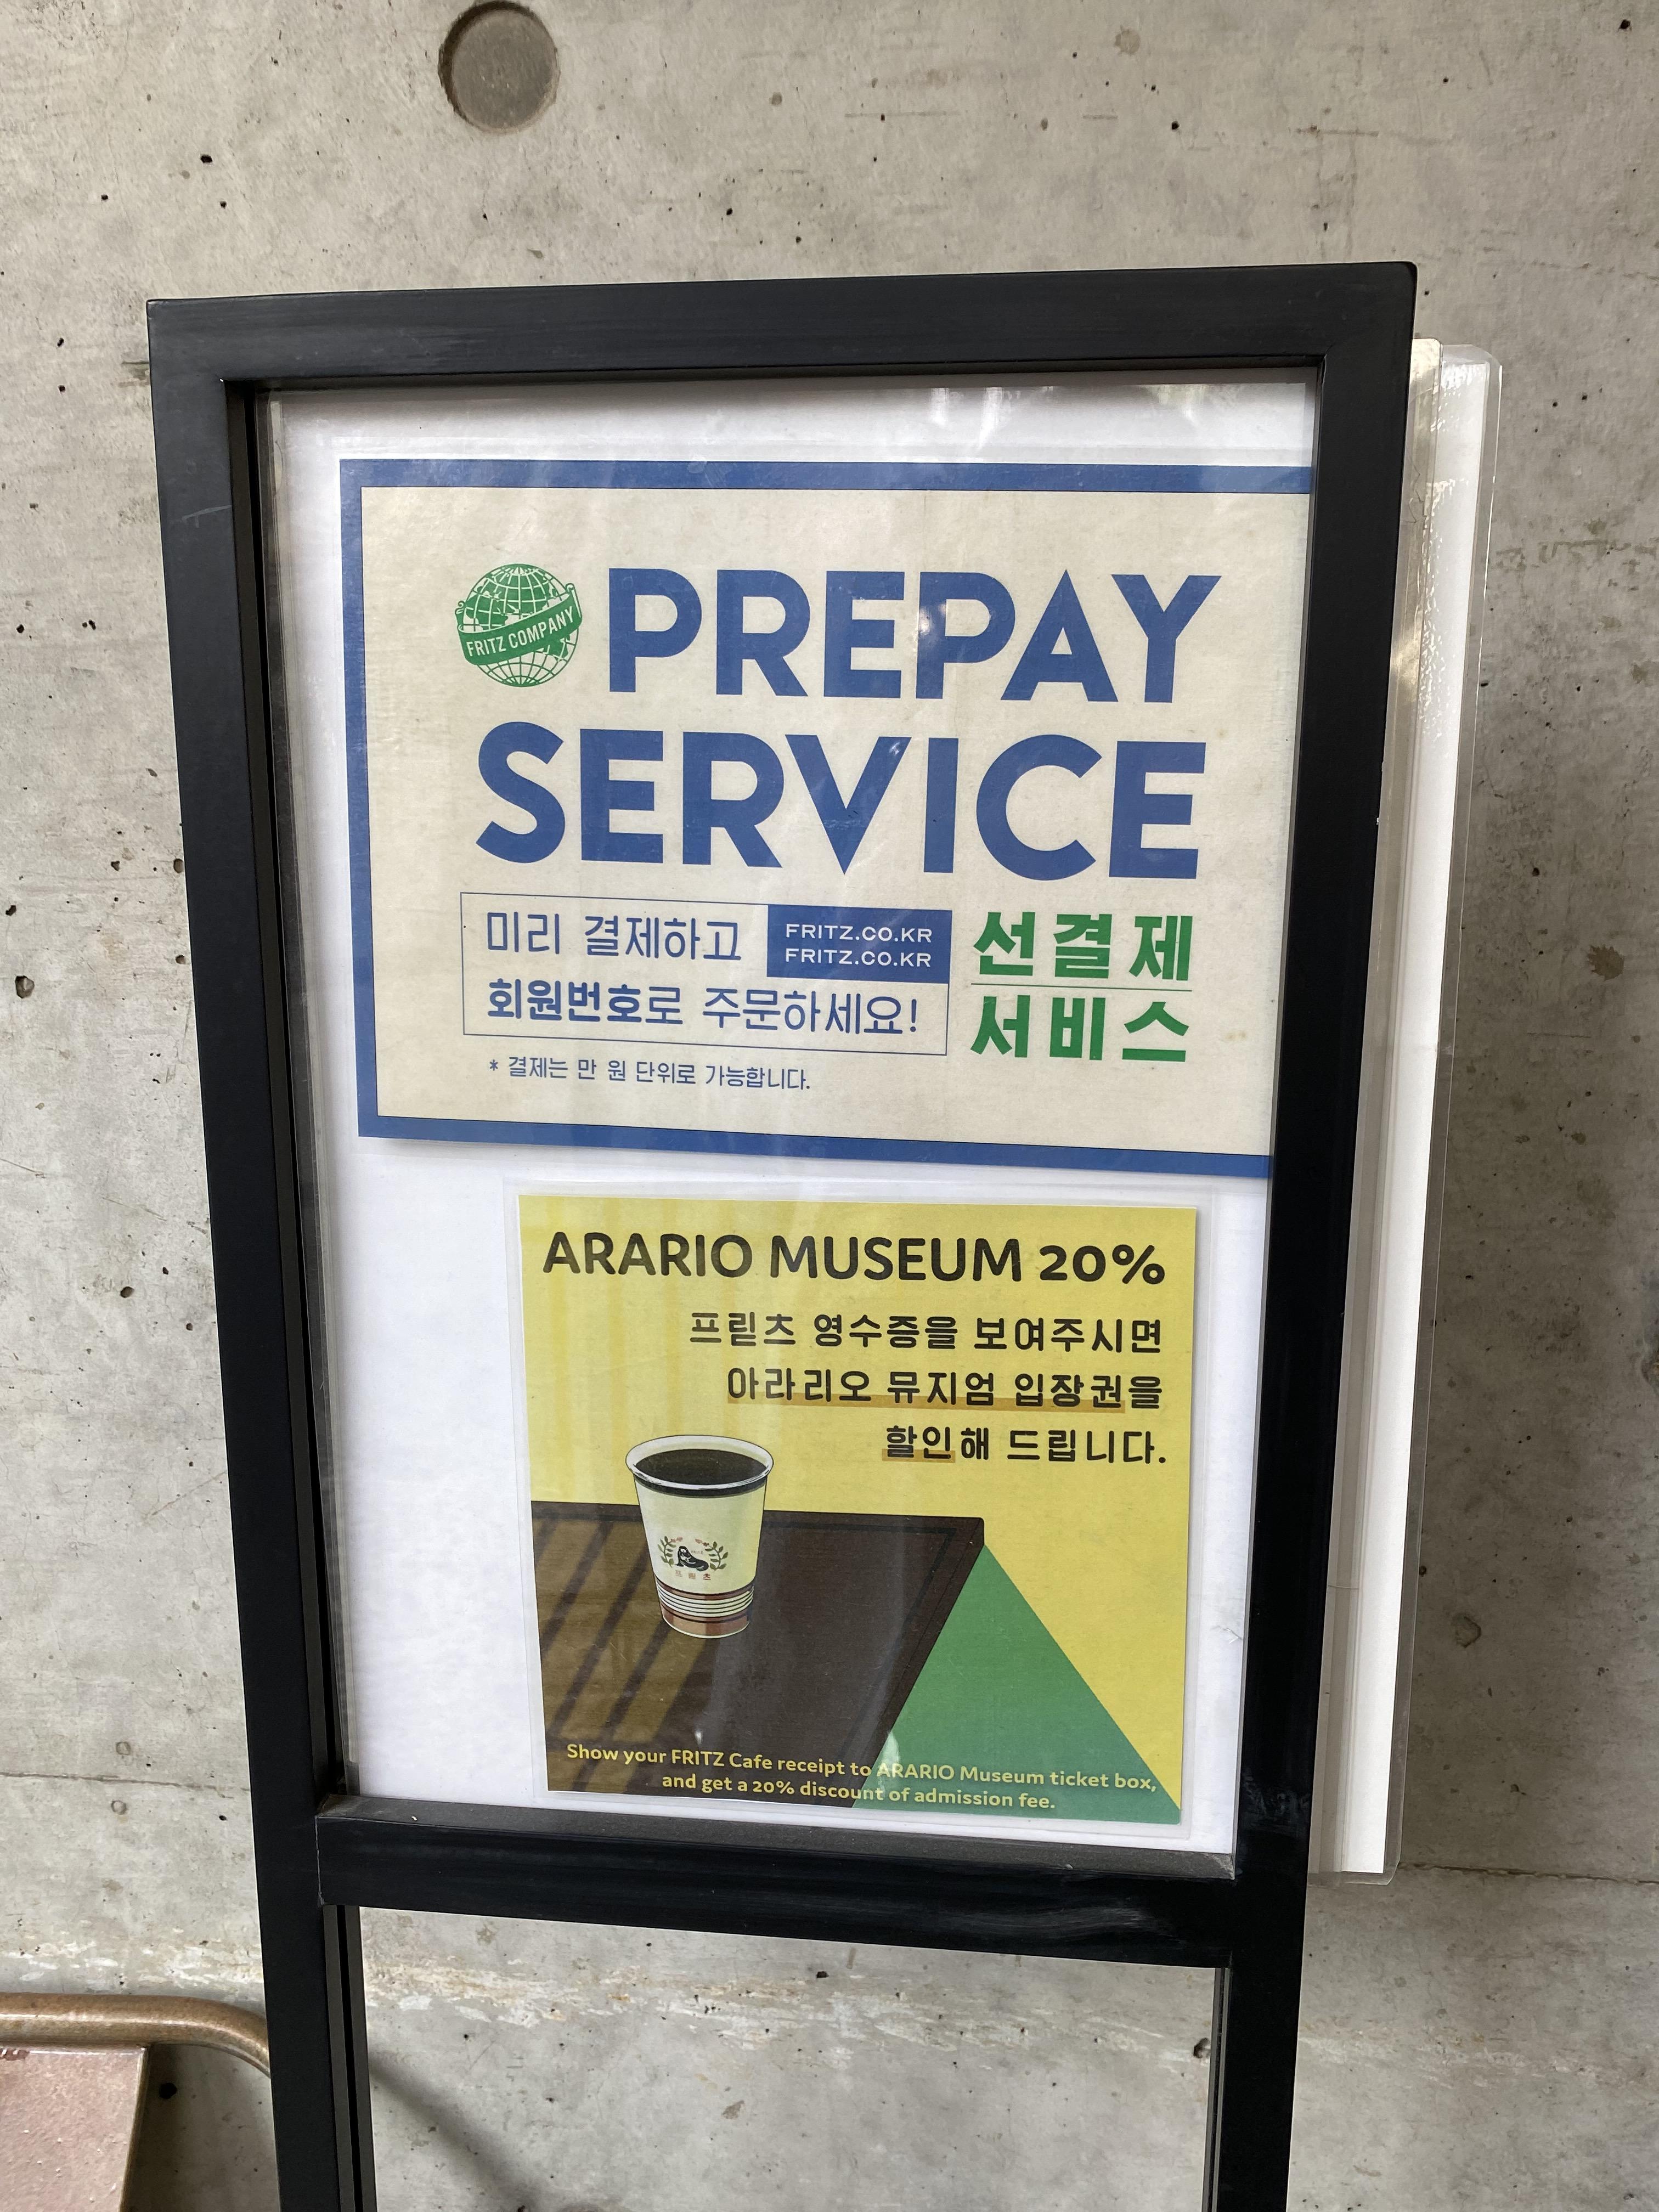 FRITZ COMPANY
PREPAY
SERVICE
미리 결제하고
FRITZ.CO.KR
FRITZ.CO.KR
회원번호로 주문하세요!
선결제
서비스
* 결제는 만 원 단위로 가능합니다.
ARARIO MUSEUM 20%
프릳츠 영수증을 보여주시면
아라리오 뮤지엄 입장권을
할인해 드립니다.
프릳츠
Show your FRITZ Cafe receipt to ARARIO Museum ticket box,
and get a 20% discount of admission fee.